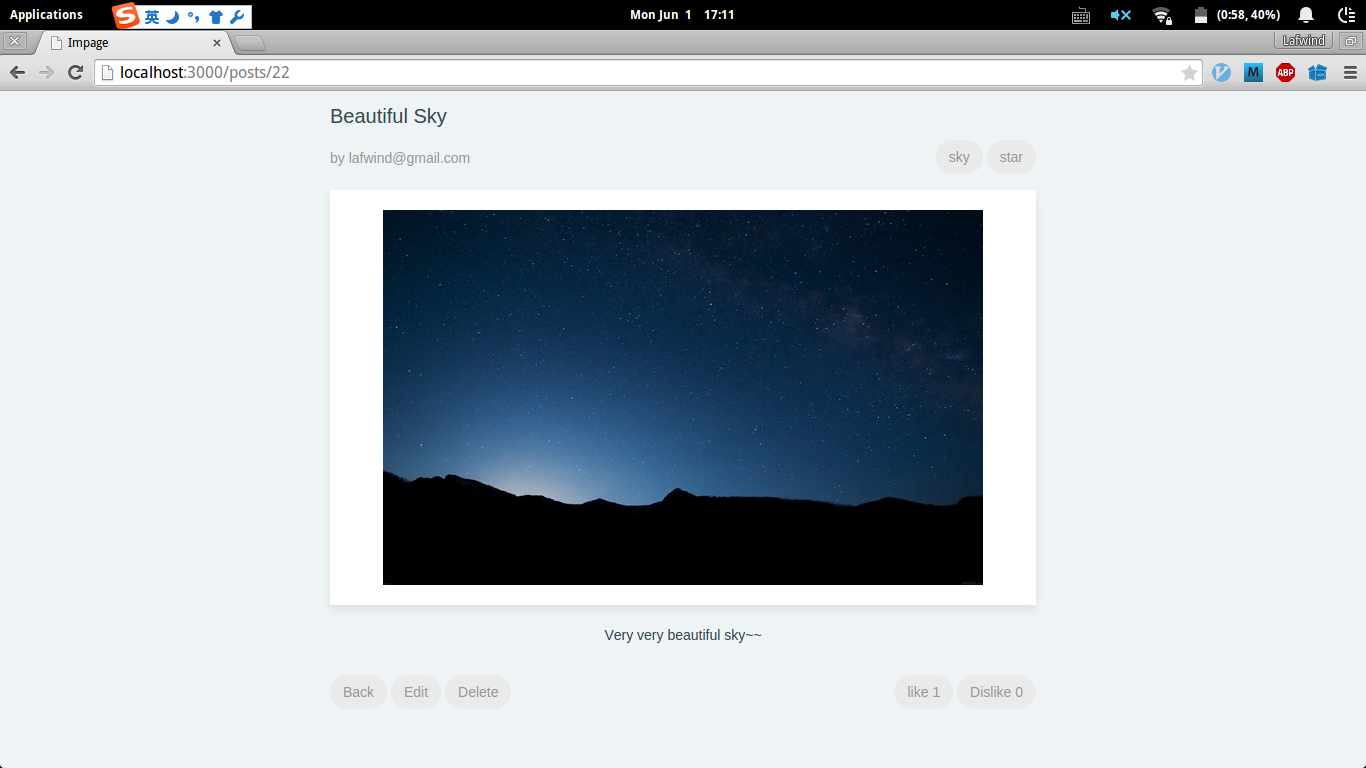 Applications 英 Mon Jun 1 17:11 (0:58, 40%)
Impage Lafwind
localhost:3000/posts/22 M ABP
Beautiful Sky
by lafwind@gmail.com sky star
Very very beautiful sky~~
Back Edit Delete like 1 Dislike 0